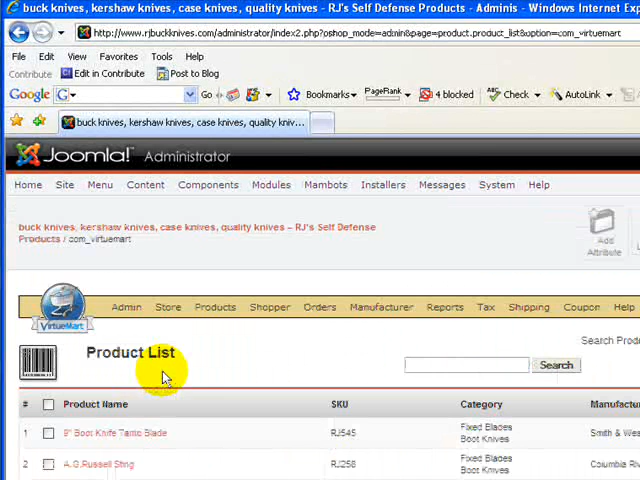 buck knives, kershaw knives, case knives, quality knives - RJ's Self Defense Products - Adminis - Windows Internet Exp
http://www.rjbuckknives.com/administrator/index2.php?pshop_mode=admin&page=product.product_list&option=com_virtuemart
File Edit View Favorites Tools Help
Contribute Edit in Contribute Post to Blog
Google G Go Bookmarks PageRank 4 blocked Check AutoLink
buck knives, kershaw knives, case knives, quality kniv...
Joomla! Administrator
Home Site Menu Content Components Modules Mambots Installers Messages System Help
buck knives, kershaw knives, case knives, quality knives – RJ's Self Defense
Products / com_virtuemart
Add
Attribute
VirtueMart
Admin Store Products Shopper Orders Manufacturer Reports Tax Shipping Coupon Help
Search Prod
Product List
Search
# Product Name SKU Category Manufactu
1 9" Boot Knife Tanto Blade RJ545 Fixed Blades Smith & Wes
Boot Knives
2 A.G.Russell Sting RJ258 Fixed Blades Columbia Riv
Boot Knives